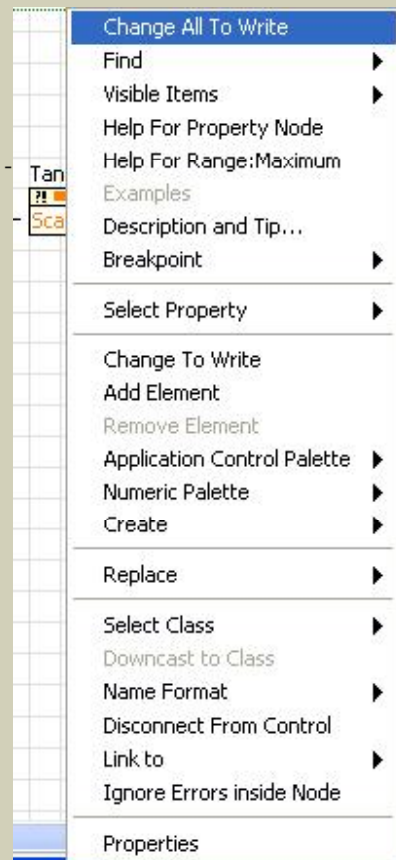 Change All To Write
Find
Visible Items
Help For Property Node
Help For Range:Maximum
Tan
Examples
?!
Sca
Description and Tip...
Breakpoint
Select Property
Change To Write
Add Element
Remove Element
Application Control Palette
Numeric Palette
Create
Replace
Select Class
Downcast to Class
Name Format
Disconnect From Control
Link to
Ignore Errors inside Node
Properties